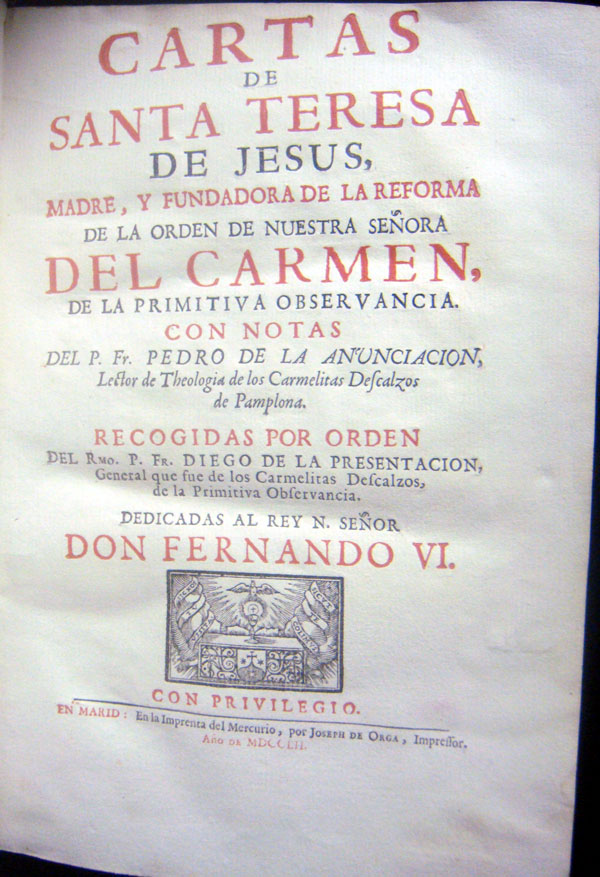 CARTAS
DE
SANTA TERESA
DE JESUS,
MADRE, Y FUNDADORA DE LA REFORMA
DE LA ORDEN DE NUESTRA SEÑORA
DEL CARMEN,
DE LA PRIMITIVA OBSERVANCIA.
CON NOTAS
DEL P. Fr. PEDRO DE LA ANUNCIACION,
Lector de Theologia de los Carmelitas Deſcalzos
de Pamplona.
RECOGIDAS POR ORDEN
DEL RMO. P. FR. DIEGO DE LA PRESENTACION,
General que fue de los Carmelitas Deſcalzos,
de la Primitiva Obſervancia.
DEDICADAS AL REY N. SEÑOR
DON FERNANDO VI.
CON PRIVILEGIO.
EN MARID: En la Imprenta del Mercurio, por JOSEPH DE ORGA, Impreſſor.
Año DE MDCCLII.